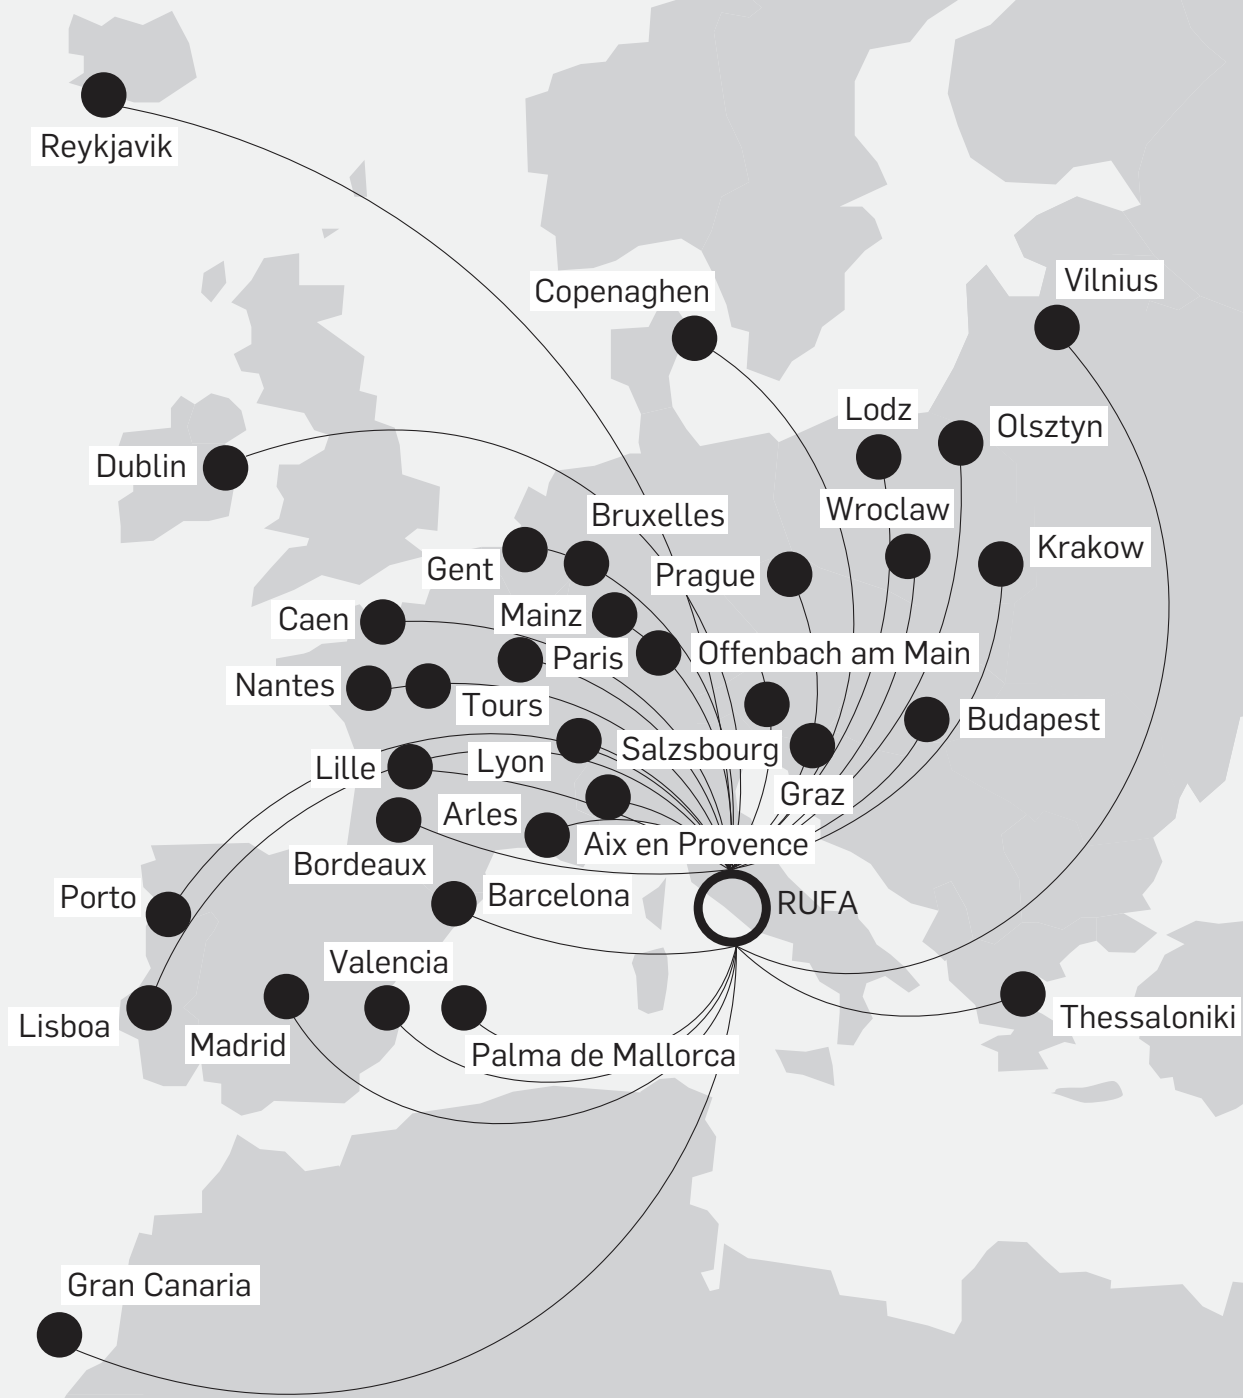 Reykjavik
Vilnius
Copenaghen
Lodz
Olsztyn
Dublin
Wroclaw
Bruxelles
Krakow
Gent
Prague
Mainz
Caen
Paris
Offenbach am Main
Nantes
Tours
Budapest
Salzsbourg
Lyon
Lille
Graz
Arles
Aix en Provence
Bordeaux
Barcelona
Porto
RUFA
Valencia
Thessaloniki
Lisboa
Madrid
Palma de Mallorca
Gran Canaria